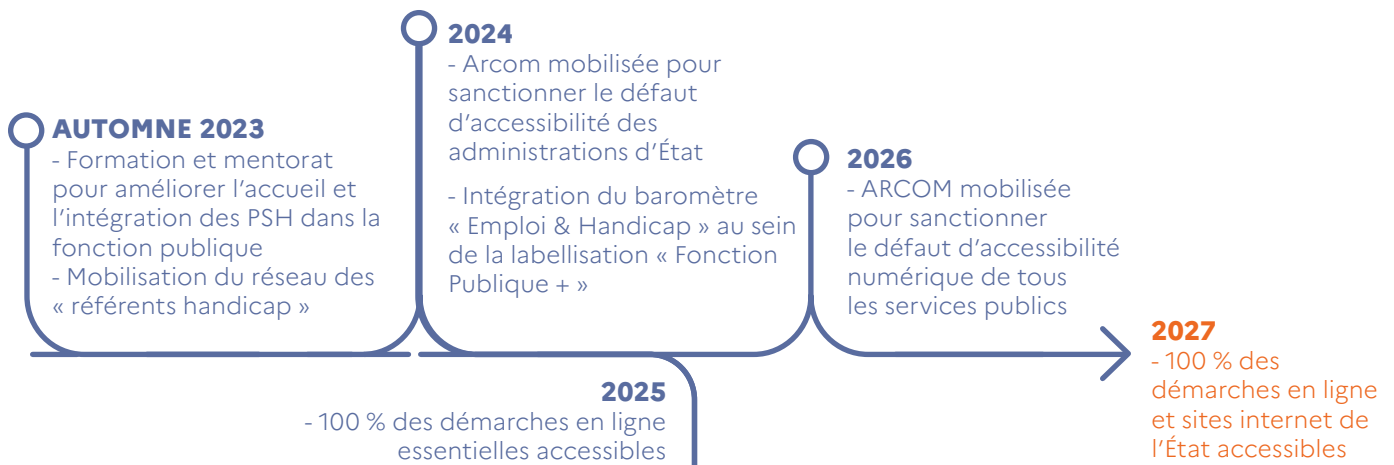 AUTOMNE 2023
- Formation et mentorat
pour améliorer l’accueil et
l’intégration des PSH dans la
fonction publique
- Mobilisation du réseau des
« référents handicap »
2024
- Arcom mobilisée pour
sanctionner le défaut
d’accessibilité des
administrations d’État
- Intégration du baromètre
« Emploi & Handicap » au sein
de la labellisation « Fonction
Publique + »
2025
- 100 % des démarches en ligne
essentielles accessibles
2026
- ARCOM mobilisée
pour sanctionner
le défaut d’accessibilité
numérique de tous
les services publics
2027
- 100 % des
démarches en ligne
et sites internet de
l’État accessibles